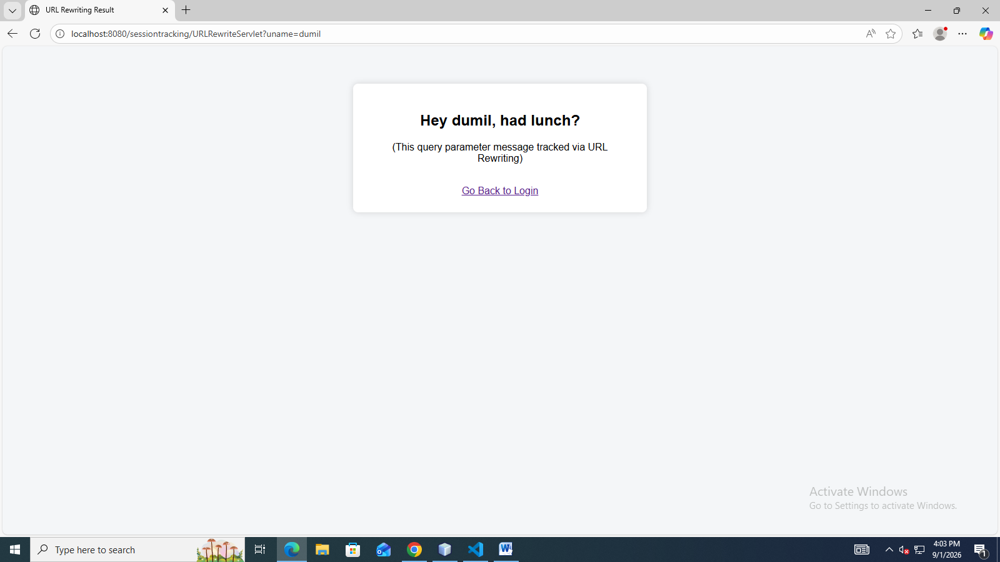 URL Rewriting Result
localhost:8080/sessiontracking/URLRewriteServlet?uname=dumil
Hey dumil, had lunch?
(This query parameter message tracked via URL
Rewriting)
Go Back to Login
Activate Windows
Go to Settings to activate Windows.
Type here to search
4:03 PM
9/1/2026
1